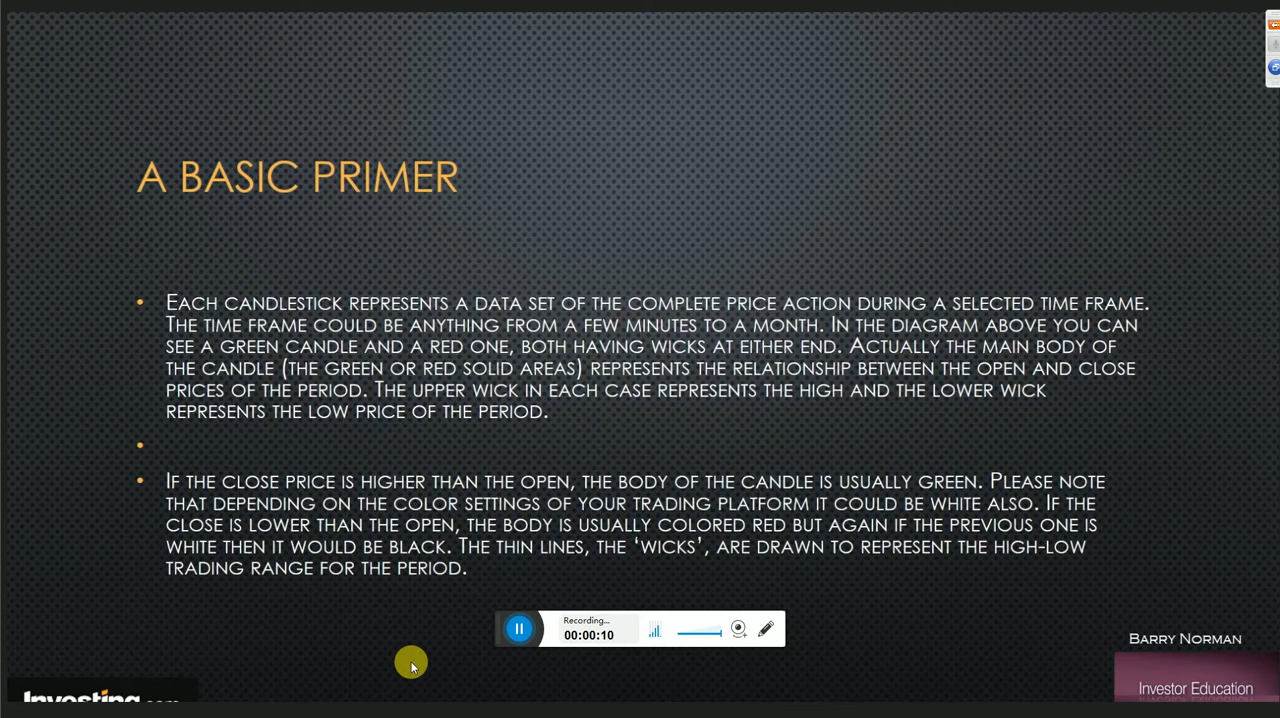 A BASIC PRIMER
EACH CANDLESTICK REPRESENTS A DATA SET OF THE COMPLETE PRICE ACTION DURING A SELECTED TIME FRAME.
THE TIME FRAME COULD BE ANYTHING FROM A FEW MINUTES TO A MONTH. IN THE DIAGRAM ABOVE YOU CAN
SEE A GREEN CANDLE AND A RED ONE, BOTH HAVING WICKS AT EITHER END. ACTUALLY THE MAIN BODY OF
THE CANDLE (THE GREEN OR RED SOLID AREAS) REPRESENTS THE RELATIONSHIP BETWEEN THE OPEN AND CLOSE
PRICES OF THE PERIOD. THE UPPER WICK IN EACH CASE REPRESENTS THE HIGH AND THE LOWER WICK
REPRESENTS THE LOW PRICE OF THE PERIOD.
IF THE CLOSE PRICE IS HIGHER THAN THE OPEN, THE BODY OF THE CANDLE IS USUALLY GREEN. PLEASE NOTE
THAT DEPENDING ON THE COLOR SETTINGS OF YOUR TRADING PLATFORM IT COULD BE WHITE ALSO. IF THE
CLOSE IS LOWER THAN THE OPEN, THE BODY IS USUALLY COLORED RED BUT AGAIN IF THE PREVIOUS ONE IS
WHITE THEN IT WOULD BE BLACK. THE THIN LINES, THE ‘WICKS’, ARE DRAWN TO REPRESENT THE HIGH-LOW
TRADING RANGE FOR THE PERIOD.
Recording...
00:00:10
BARRY NORMAN
Investor Education
Investing.com